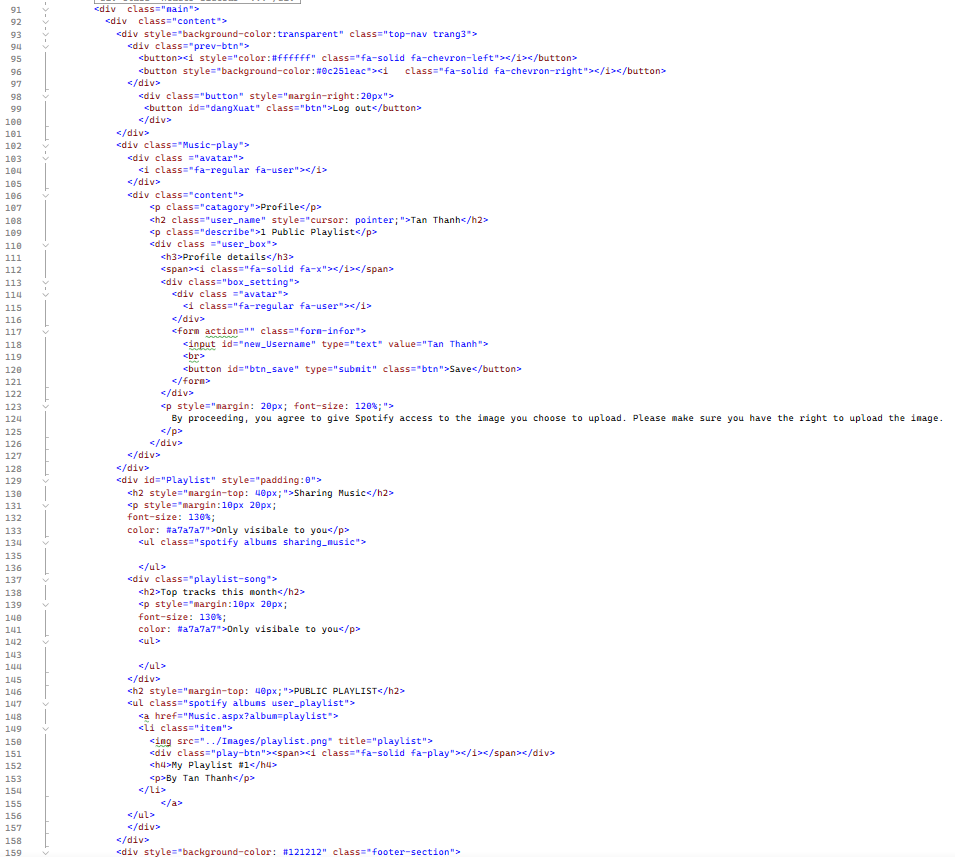 91 <div  class="main">
92 <div  class="content">
93 <div style="background-color:transparent" class="top-nav trang3">
94 <div class="prev-btn">
95 <button><i style="color:#ffffff" class="fa-solid fa-chevron-left"></i></button>
96 <button style="background-color:#0c251eac"><i   class="fa-solid fa-chevron-right"></i></button>
97 </div>
98 <div class="button" style="margin-right:20px">
99 <button id="dangXuat" class="btn">Log out</button>
100 </div>
101 </div>
102 <div class="Music-play">
103 <div class ="avatar">
104 <i class="fa-regular fa-user"></i>
105 </div>
106 <div class="content">
107 <p class="catagory">Profile</p>
108 <h2 class="user_name" style="cursor: pointer;">Tan Thanh</h2>
109 <p class="describe">1 Public Playlist</p>
110 <div class ="user_box">
111 <h3>Profile details</h3>
112 <span><i class="fa-solid fa-x"></i></span>
113 <div class="box_setting">
114 <div class ="avatar">
115 <i class="fa-regular fa-user"></i>
116 </div>
117 <form action="" class="form-infor">
118 <input id="new_Username" type="text" value="Tan Thanh">
119 <br>
120 <button id="btn_save" type="submit" class="btn">Save</button>
121 </form>
122 </div>
123 <p style="margin: 20px; font-size: 120%;">
124 By proceeding, you agree to give Spotify access to the image you choose to upload. Please make sure you have the right to upload the image.
125 </p>
126 </div>
127 </div>
128 </div>
129 <div id="Playlist" style="padding:0">
130 <h2 style="margin-top: 40px;">Sharing Music</h2>
131 <p style="margin:10px 20px;
132 font-size: 130%;
133 color: #a7a7a7">Only visibale to you</p>
134 <ul class="spotify albums sharing_music">
135
136 </ul>
137 <div class="playlist-song">
138 <h2>Top tracks this month</h2>
139 <p style="margin:10px 20px;
140 font-size: 130%;
141 color: #a7a7a7">Only visibale to you</p>
142 <ul>
143
144 </ul>
145 </div>
146 <h2 style="margin-top: 40px;">PUBLIC PLAYLIST</h2>
147 <ul class="spotify albums user_playlist">
148 <a href="Music.aspx?album=playlist">
149 <li class="item">
150 <img src="../Images/playlist.png" title="playlist">
151 <div class="play-btn"><span><i class="fa-solid fa-play"></i></span></div>
152 <h4>My Playlist #1</h4>
153 <p>By Tan Thanh</p>
154 </li>
155 </a>
156 </ul>
157 </div>
158 </div>
159 <div style="background-color: #121212" class="footer-section">